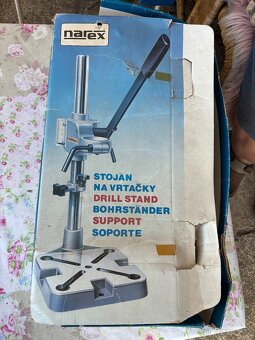 narex
STOJAN
NA VRTAČKY
DRILL STAND
BOHRSTÄNDER
SUPPORT
SOPORTE